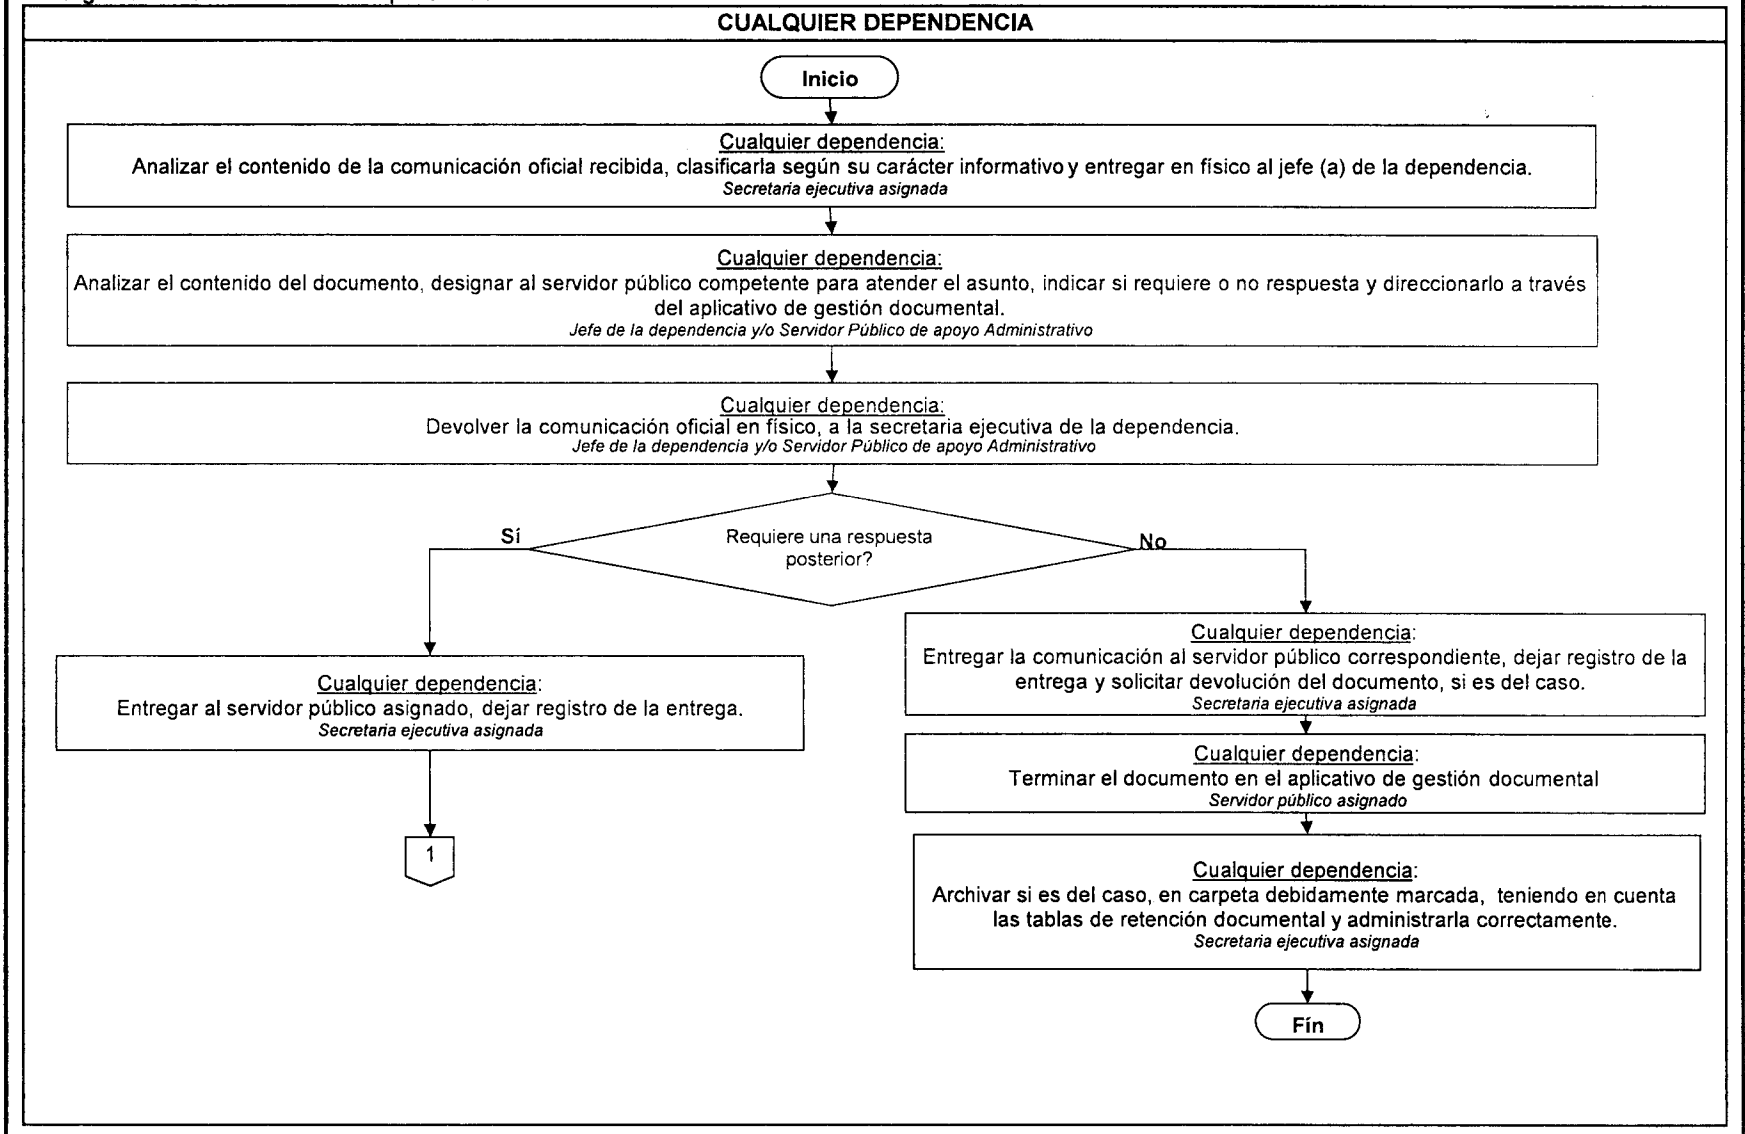 CUALQUIER DEPENDENCIA
Inicio
Cualquier dependencia:
Analizar el contenido de la comunicación oficial recibida, clasificarla según su carácter informativo y entregar en físico al jefe (a) de la dependencia.
Secretaria ejecutiva asignada
Cualquier dependencia:
Analizar el contenido del documento, designar al servidor público competente para atender el asunto, indicar si requiere o no respuesta y direccionarlo a través
del aplicativo de gestión documental.
Jefe de la dependencia y/o Servidor Público de apoyo Administrativo
Cualquier dependencia:
Devolver la comunicación oficial en físico, a la secretaria ejecutiva de la dependencia.
Jefe de la dependencia y/o Servidor Público de apoyo Administrativo
Requiere una respuesta
posterior?
Sí
No
Cualquier dependencia:
Entregar al servidor público asignado, dejar registro de la entrega.
Secretaria ejecutiva asignada
1
Cualquier dependencia:
Entregar la comunicación al servidor público correspondiente, dejar registro de la
entrega y solicitar devolución del documento, si es del caso.
Secretaria ejecutiva asignada
Cualquier dependencia:
Terminar el documento en el aplicativo de gestión documental
Servidor público asignado
Cualquier dependencia:
Archivar si es del caso, en carpeta debidamente marcada, teniendo en cuenta
las tablas de retención documental y administrarla correctamente.
Secretaria ejecutiva asignada
Fín